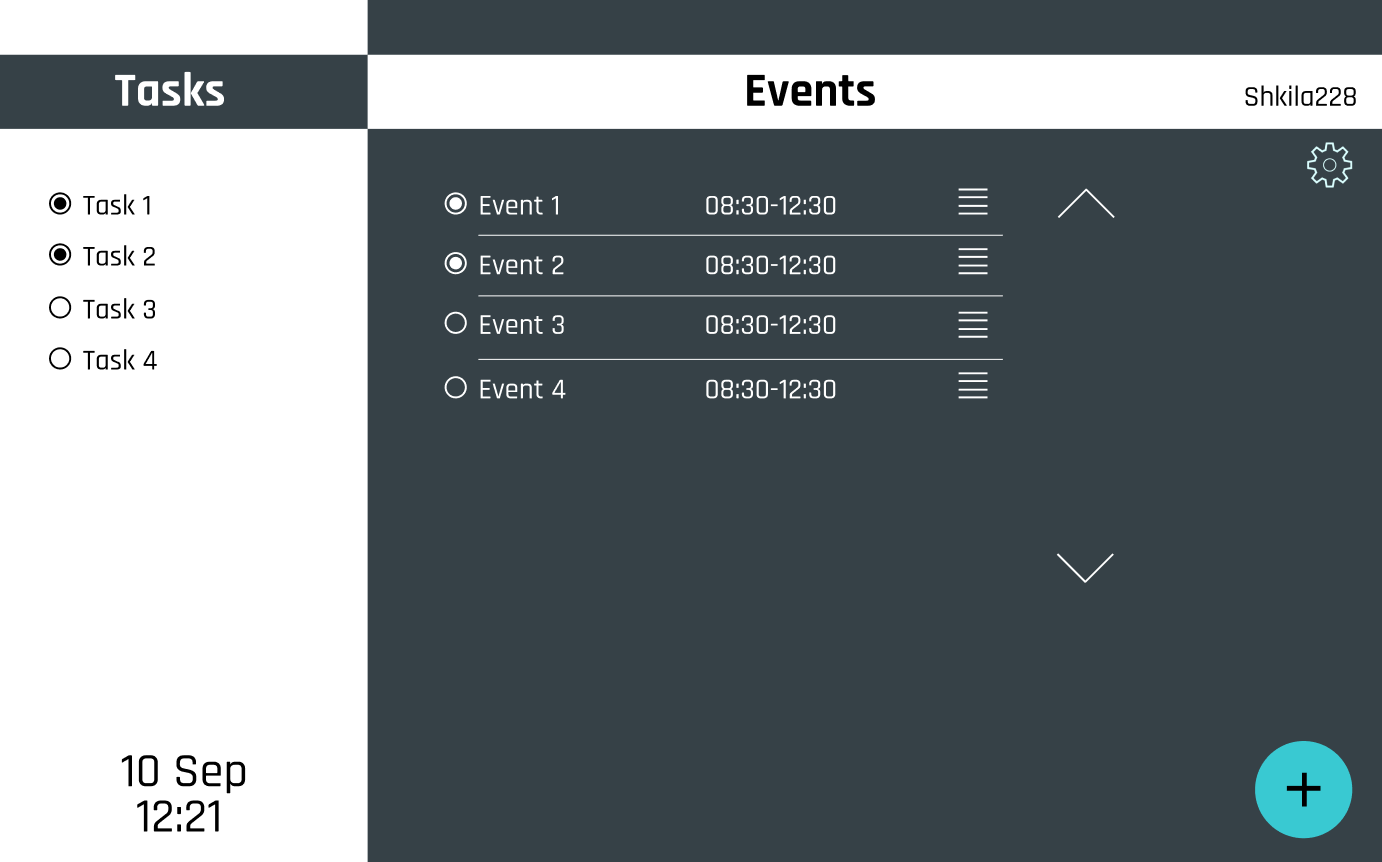 Tasks
Events
Shkila228
Task 1
Task 2
Task 3
Task 4
Event 1 08:30-12:30
Event 2 08:30-12:30
Event 3 08:30-12:30
Event 4 08:30-12:30
10 Sep
12:21
+